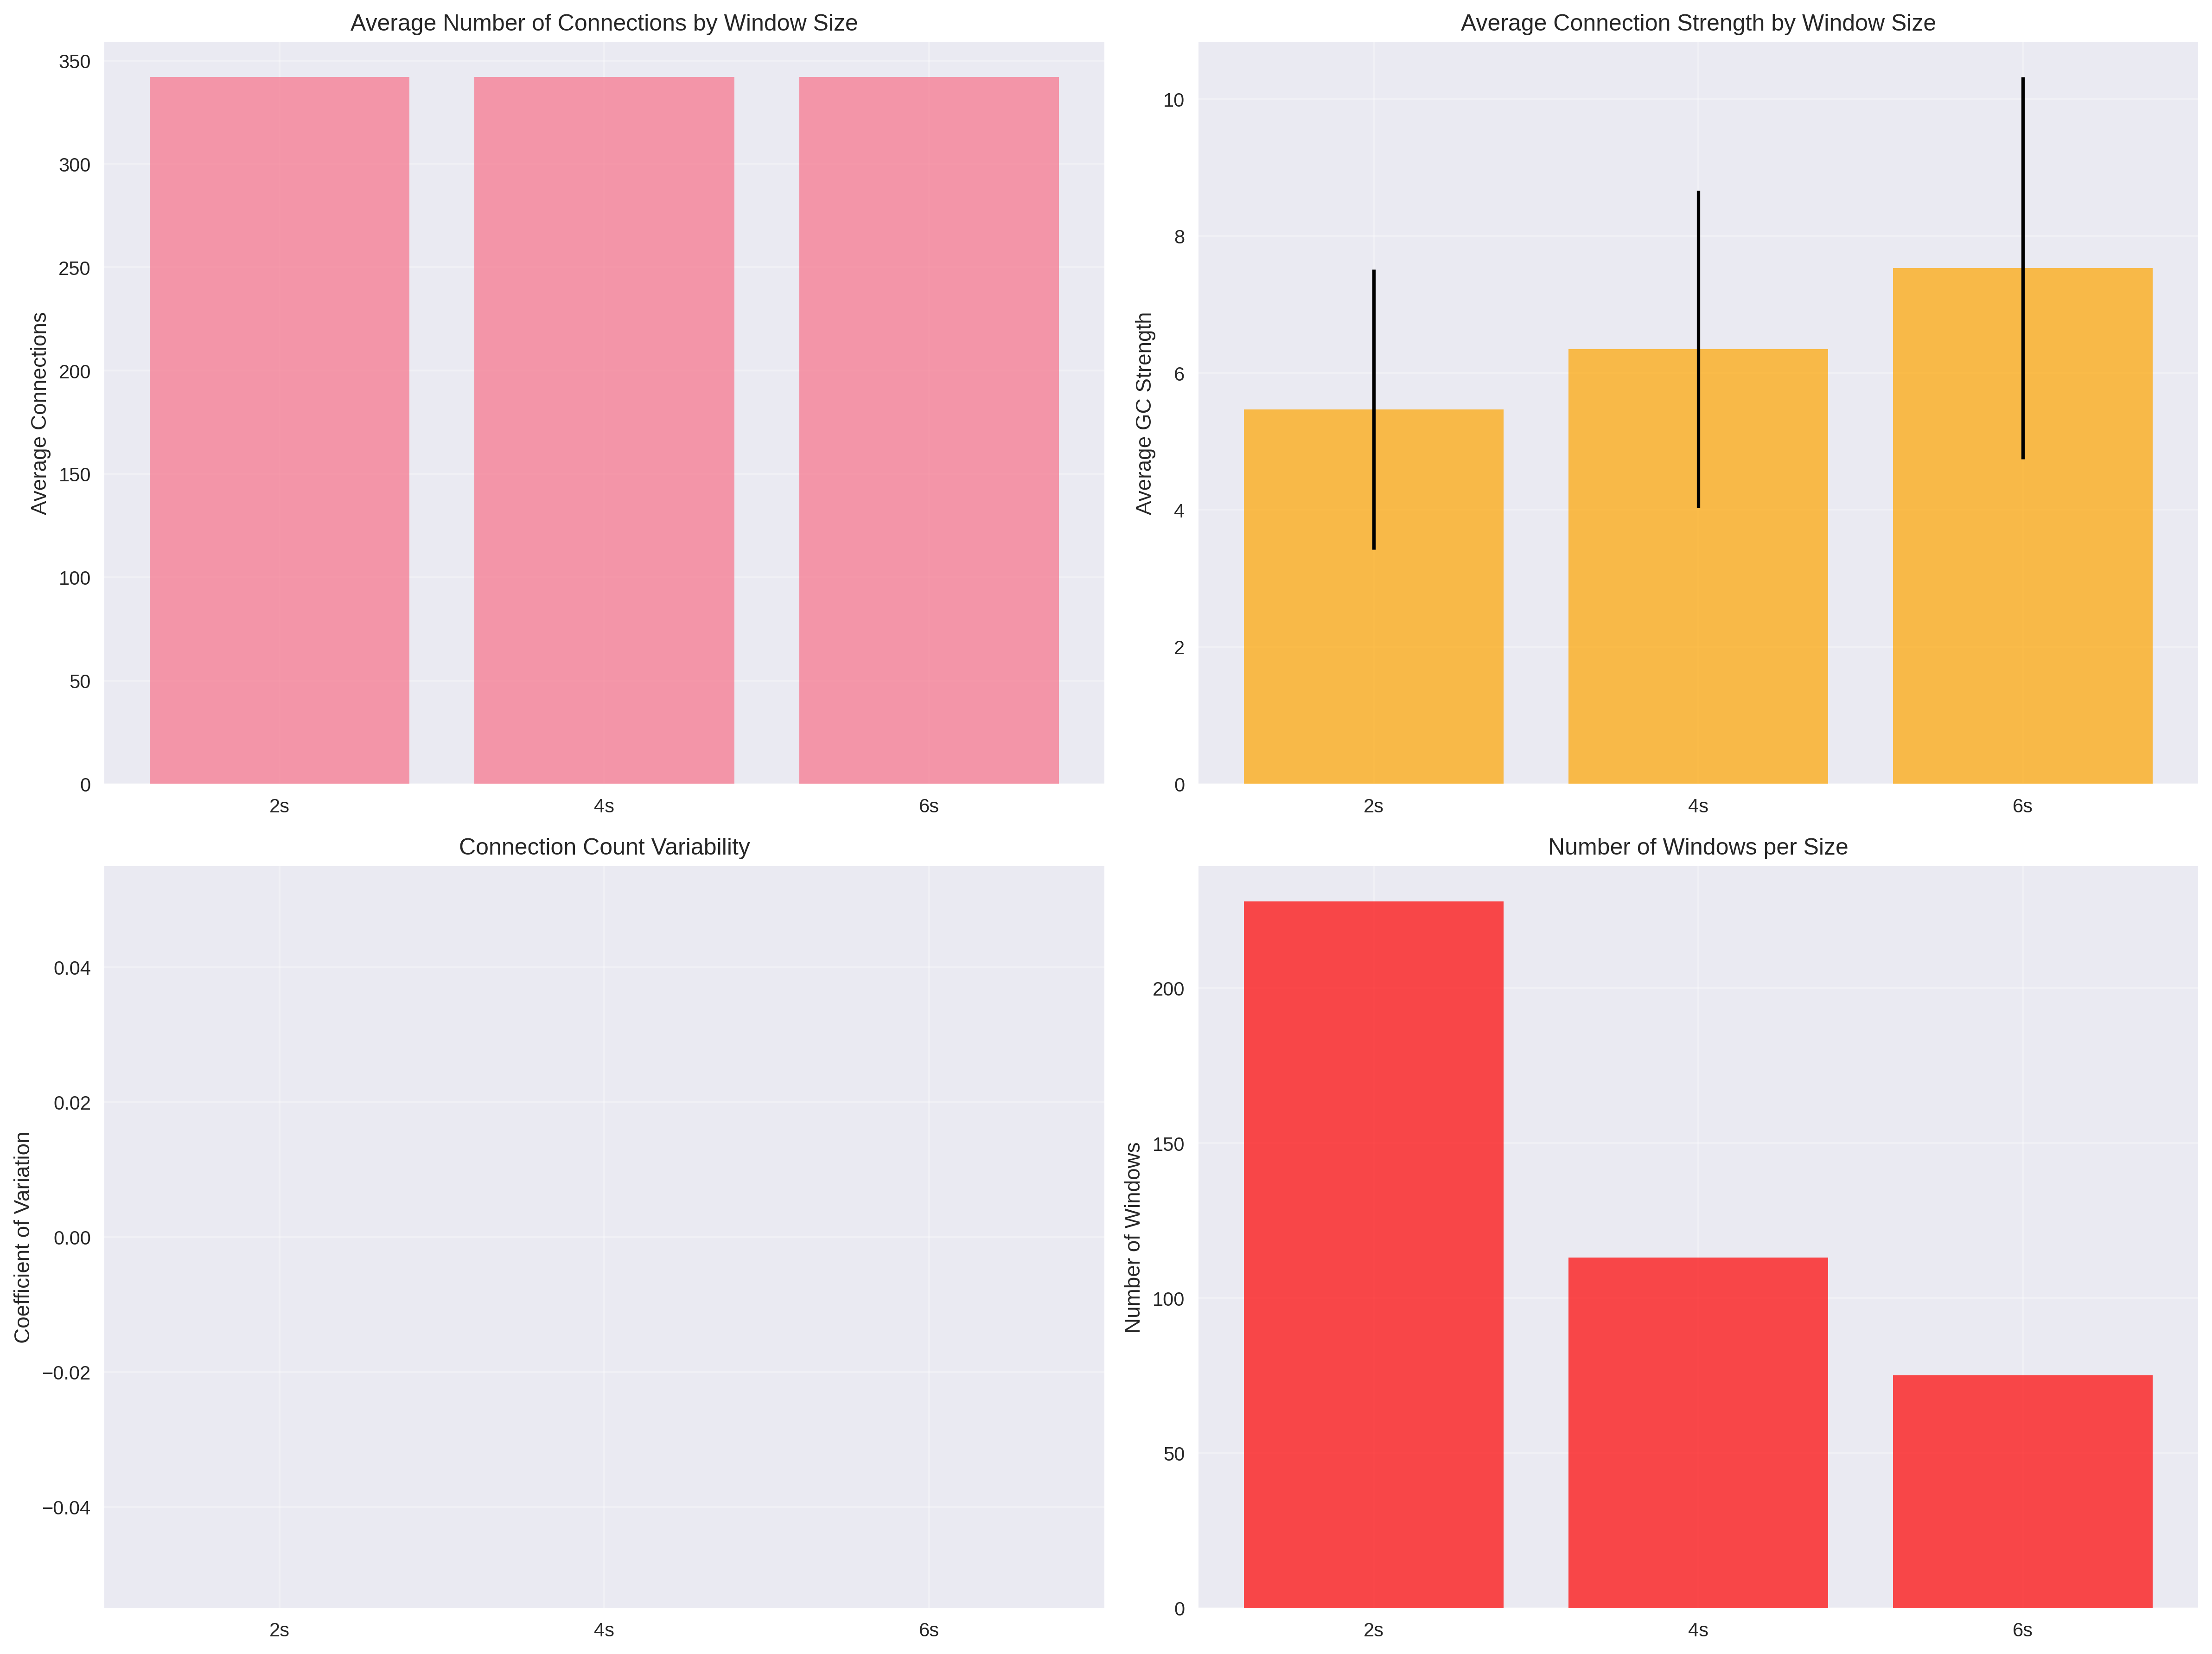 Average Number of Connections by Window Size
350
300
250
200
150
100
50
0
Average Connections
2s 4s 6s
Average Connection Strength by Window Size
10
8
6
4
2
0
Average GC Strength
2s 4s 6s
Connection Count Variability
0.04
0.02
0.00
−0.02
−0.04
Coefficient of Variation
2s 4s 6s
Number of Windows per Size
200
150
100
50
0
Number of Windows
2s 4s 6s